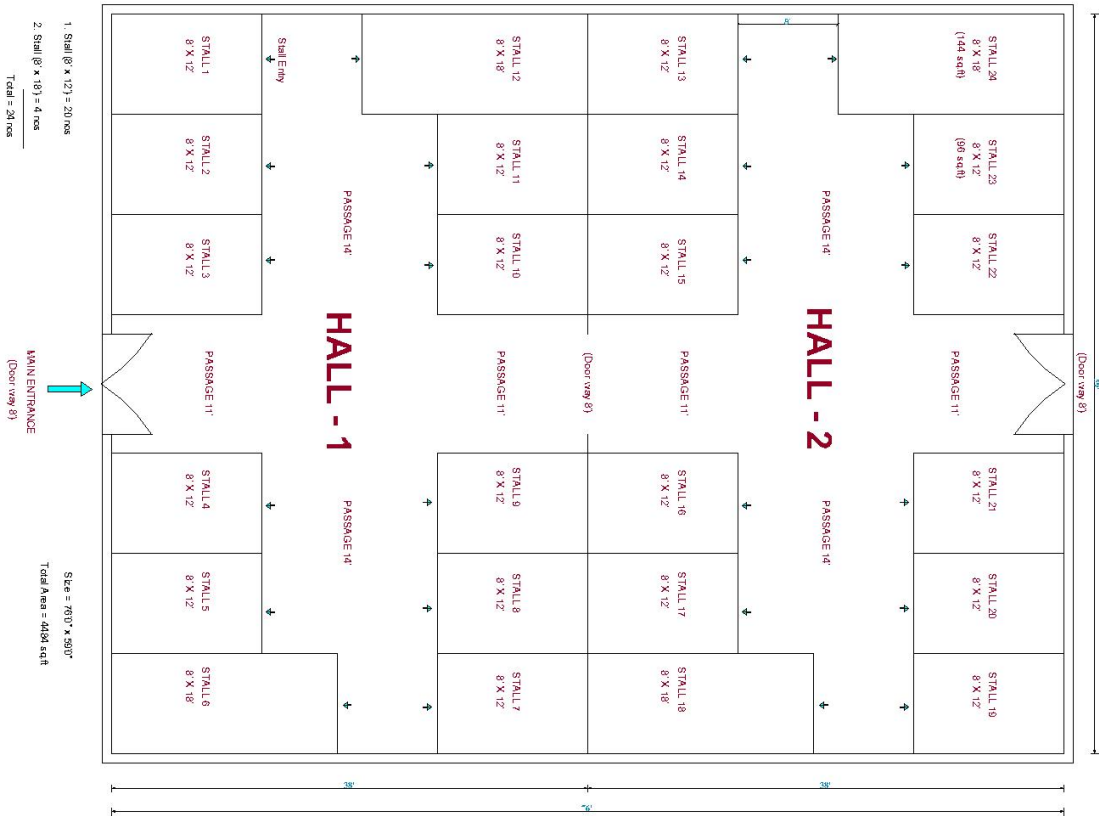 STALL 1
8' X 12'
Stall Entry
STALL 12
8' X 18'
STALL 13
8' X 12'
8'
STALL 24
8' X 18'
(144 sq.ft)
STALL 2
8' X 12'
STALL 11
8' X 12'
STALL 14
8' X 12'
STALL 23
8' X 12'
(96 sq.ft)
PASSAGE 14'
PASSAGE 14'
STALL 3
8' X 12'
STALL 10
8' X 12'
STALL 15
8' X 12'
STALL 22
8' X 12'
HALL - 1
HALL - 2
PASSAGE 11'
PASSAGE 11'
(Door way 8')
PASSAGE 11'
PASSAGE 11'
(Door way 8')
MAIN ENTRANCE
(Door way 8')
STALL 4
8' X 12'
STALL 9
8' X 12'
STALL 16
8' X 12'
STALL 21
8' X 12'
PASSAGE 14'
PASSAGE 14'
STALL 5
8' X 12'
STALL 8
8' X 12'
STALL 17
8' X 12'
STALL 20
8' X 12'
STALL 6
8' X 18'
STALL 7
8' X 12'
STALL 18
8' X 18'
STALL 19
8' X 12'
1. Stall (8' x 12') = 20 nos
2. Stall (8' x 18') = 4 nos
Total = 24 nos
Size = 76'0" x 59'0"
Total Area = 4484 sq.ft
38'
38'
76'